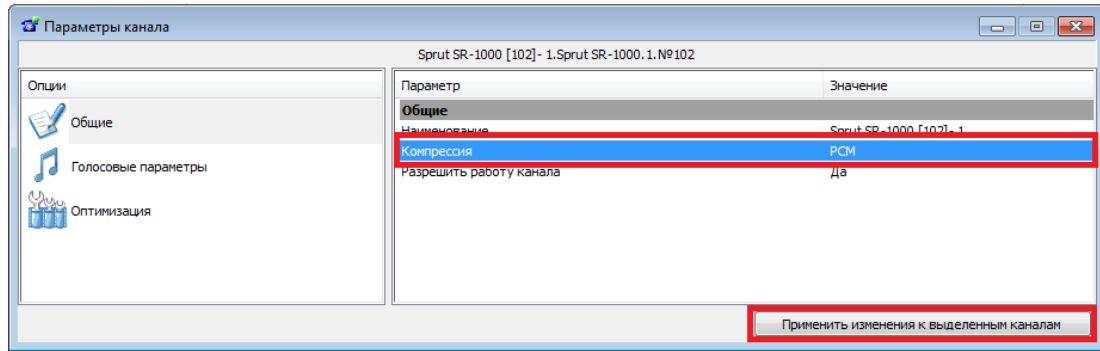 Параметры канала
Sprut SR-1000 [102]- 1.Sprut SR-1000.1.№102
Опции
Параметр Значение
Общие
Общие
Наименование Sprut SR-1000 [102]- 1
Компрессия PCM
Голосовые параметры
Разрешить работу канала Да
Оптимизация
Применить изменения к выделенным каналам